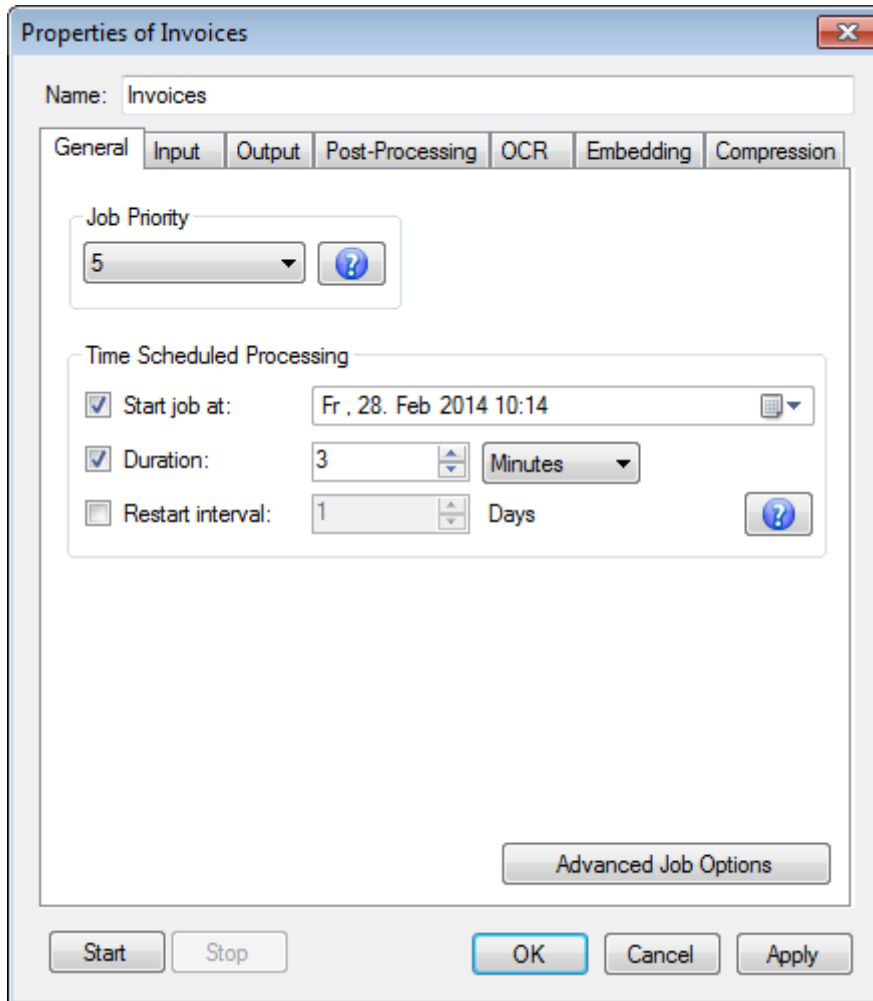 Properties of Invoices
Name: Invoices
General Input Output Post-Processing OCR Embedding Compression
Job Priority
5 ?
Time Scheduled Processing
Start job at: Fr , 28. Feb 2014 10:14
Duration: 3 Minutes
Restart interval: 1 Days ?
Advanced Job Options
Start Stop OK Cancel Apply